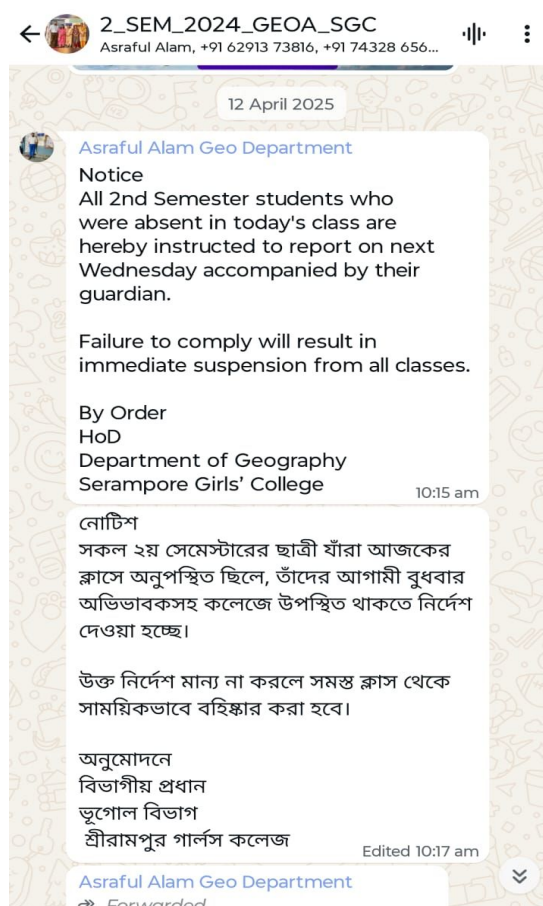 2_SEM_2024_GEOA_SGC
Asraful Alam, +91 62913 73816, +91 74328 656...
12 April 2025
Asraful Alam Geo Department
Notice
All 2nd Semester students who
were absent in today's class are
hereby instructed to report on next
Wednesday accompanied by their
guardian.
Failure to comply will result in
immediate suspension from all classes.
By Order
HoD
Department of Geography
Serampore Girls’ College
10:15 am
নোটিশ
সকল ২য় সেমেস্টারের ছাত্রী যাঁরা আজকের
ক্লাসে অনুপস্থিত ছিলে, তাঁদের আগামী বুধবার
অভিভাবকসহ কলেজে উপস্থিত থাকতে নির্দেশ
দেওয়া হচ্ছে।
উক্ত নির্দেশ মান্য না করলে সমস্ত ক্লাস থেকে
সাময়িকভাবে বহিষ্কার করা হবে।
অনুমোদনে
বিভাগীয় প্রধান
ভূগোল বিভাগ
শ্রীরামপুর গার্লস কলেজ
Edited 10:17 am
Asraful Alam Geo Department
Forwarded